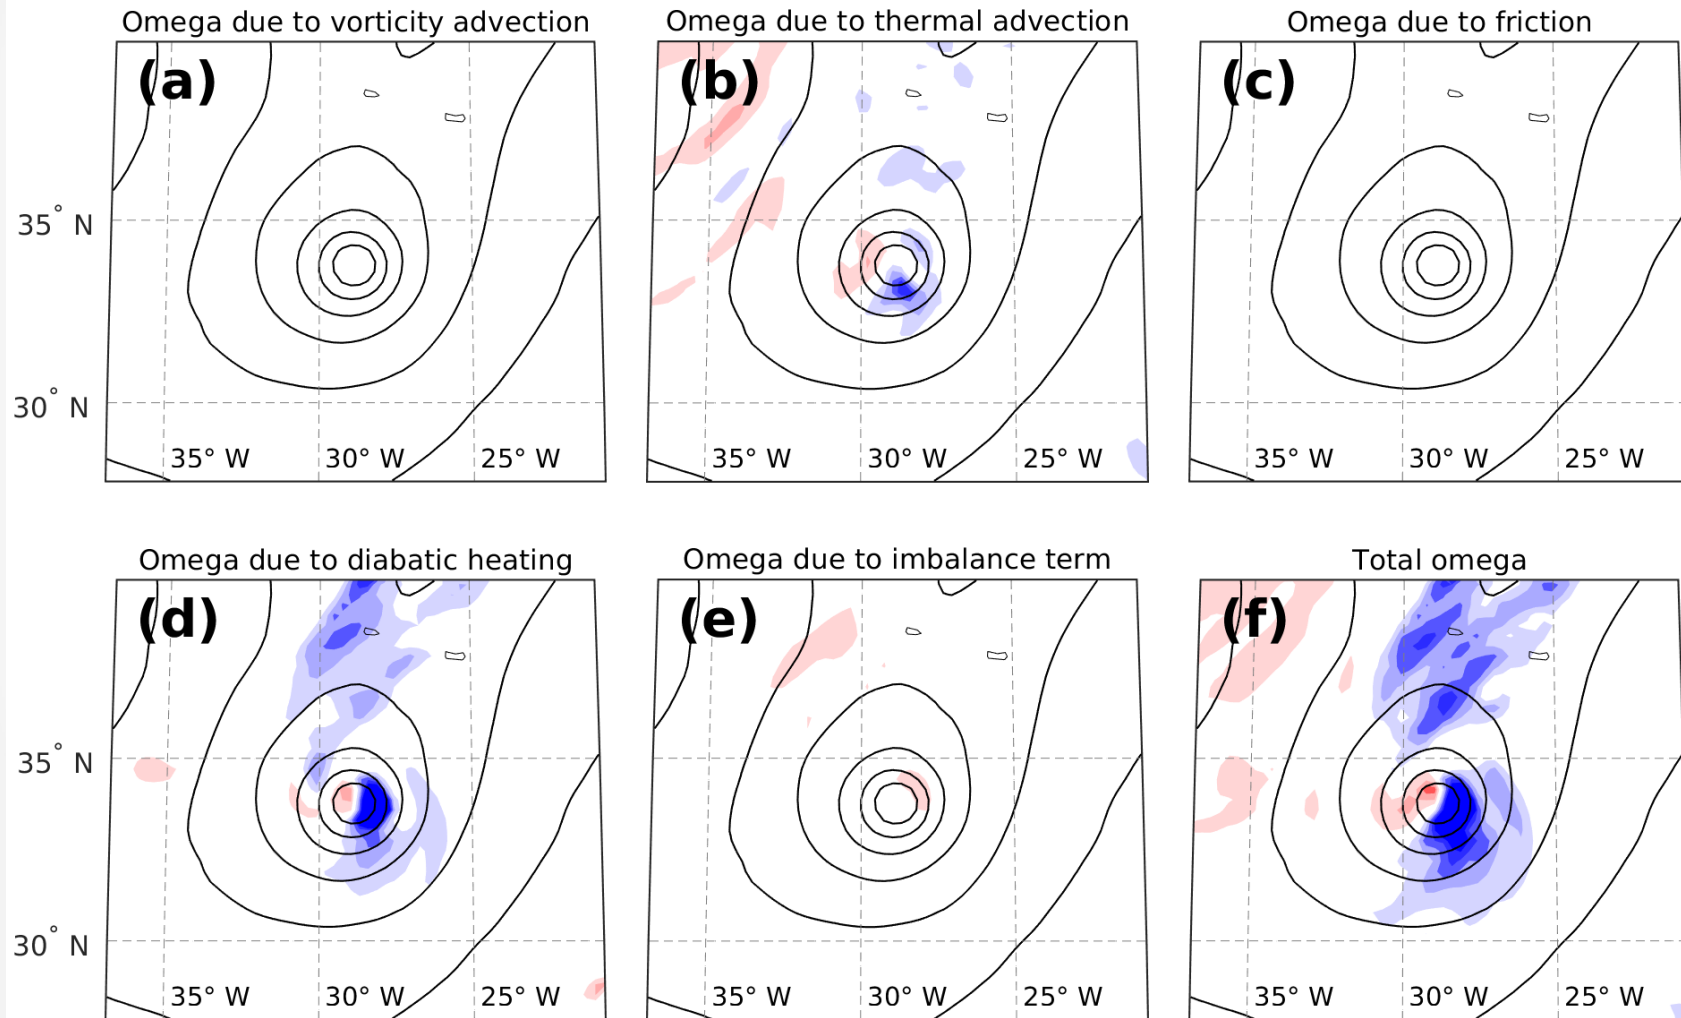 Omega due to vorticity advection
Omega due to thermal advection
Omega due to friction
(a)
(b)
(c)
35° N
30° N
35° W 30° W 25° W
35° W 30° W 25° W
35° W 30° W 25° W
Omega due to diabatic heating
Omega due to imbalance term
Total omega
(d)
(e)
(f)
35° N
30° N
35° W 30° W 25° W
35° W 30° W 25° W
35° W 30° W 25° W